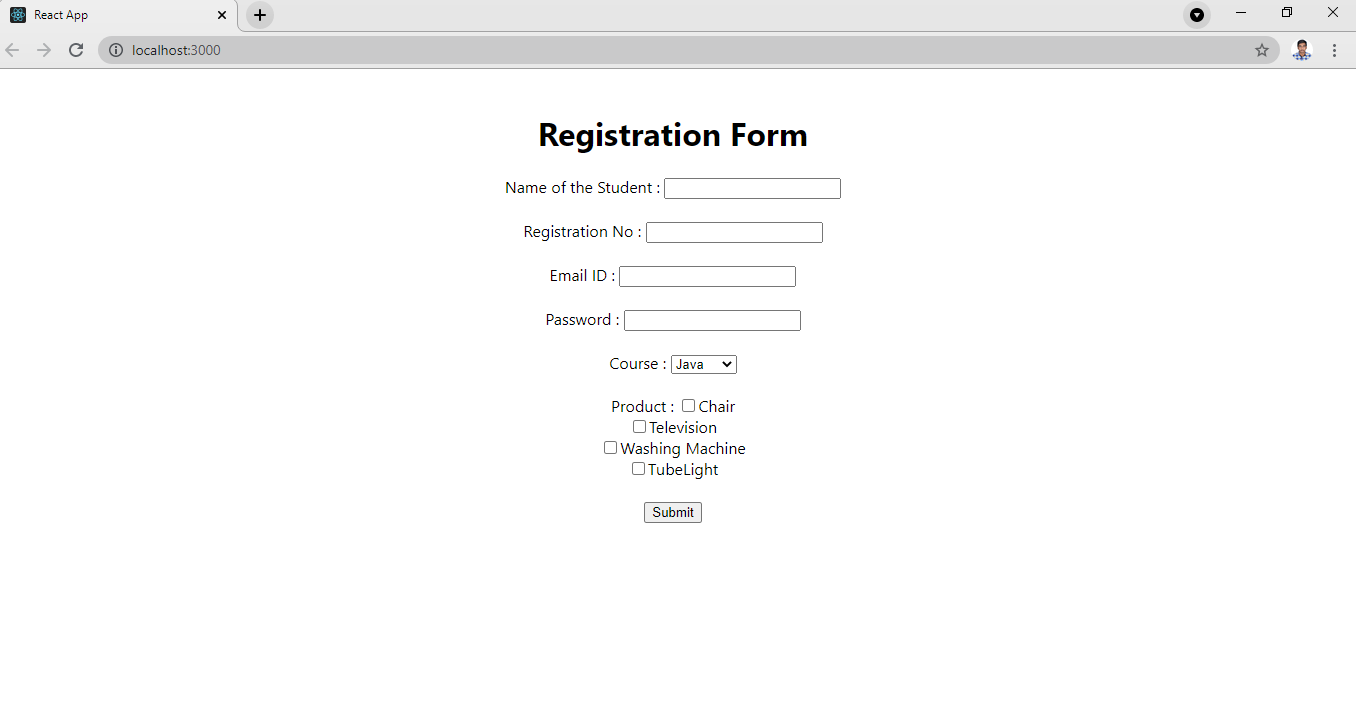 React App
localhost:3000
Registration Form
Name of the Student :
Registration No :
Email ID :
Password :
Course : Java
Product : Chair
Television
Washing Machine
TubeLight
Submit